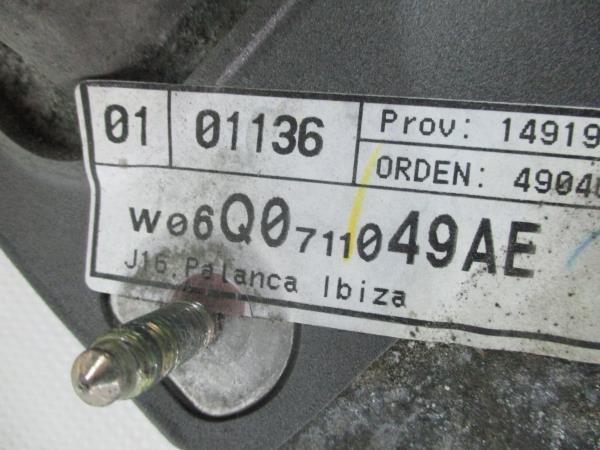 01 01136 Prov: 14919
ORDEN: 4904
W06Q0711049AE
J16.Palanca Ibiza